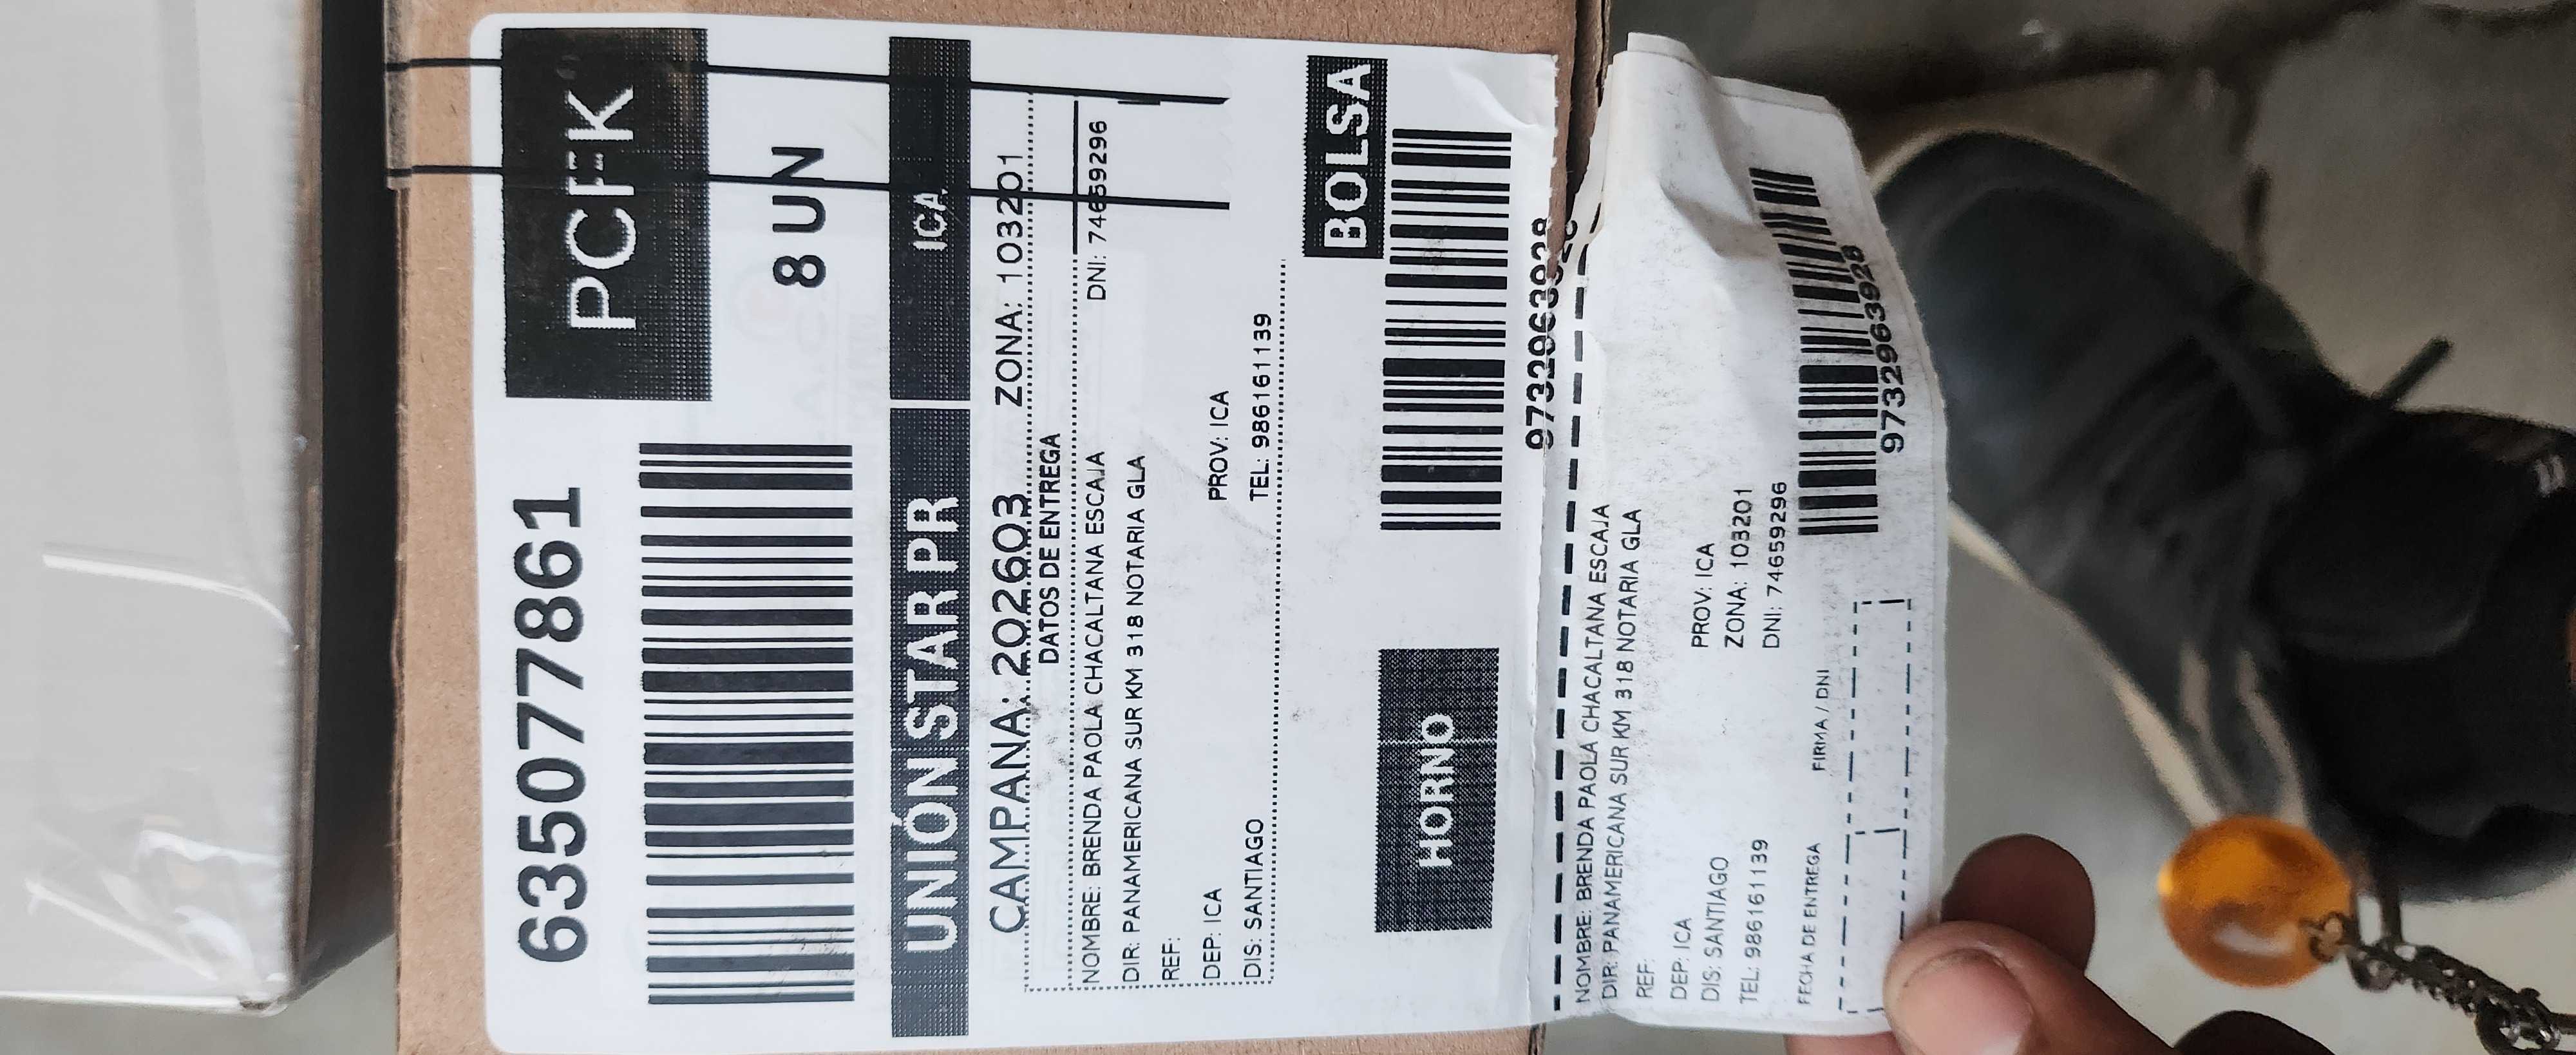 6350777861
PCFK
8 UN
UNIÓN STAR PR
ICA
CAMPAÑA: 202603 ZONA: 103201
DATOS DE ENTREGA
NOMBRE: BRENDA PAOLA CHACALTANA ESCAJA DNI: 74659296
DIR: PANAMERICANA SUR KM 318 NOTARIA GLA
REF:
DEP: ICA PROV: ICA
DIS: SANTIAGO TEL: 986161139
HORNO
BOLSA
9732963928
NOMBRE: BRENDA PAOLA CHACALTANA ESCAJA
DIR: PANAMERICANA SUR KM 318 NOTARIA GLA
REF:
DEP: ICA PROV: ICA
DIS: SANTIAGO ZONA: 103201
TEL: 986161139 DNI: 74659296
FECHA DE ENTREGA FIRMA / DNI
9732963928